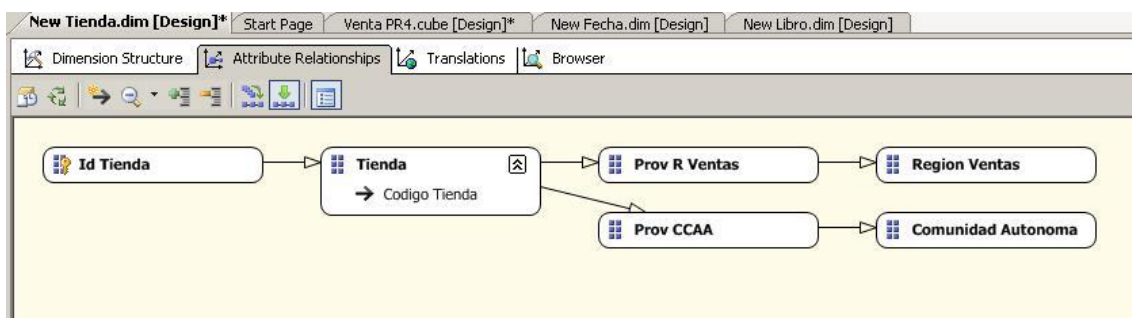 New Tienda.dim [Design]* Start Page Venta PR4.cube [Design]* New Fecha.dim [Design] New Libro.dim [Design]
Dimension Structure Attribute Relationships Translations Browser
Id Tienda Tienda Prov R Ventas Region Ventas
Codigo Tienda
Prov CCAA Comunidad Autonoma